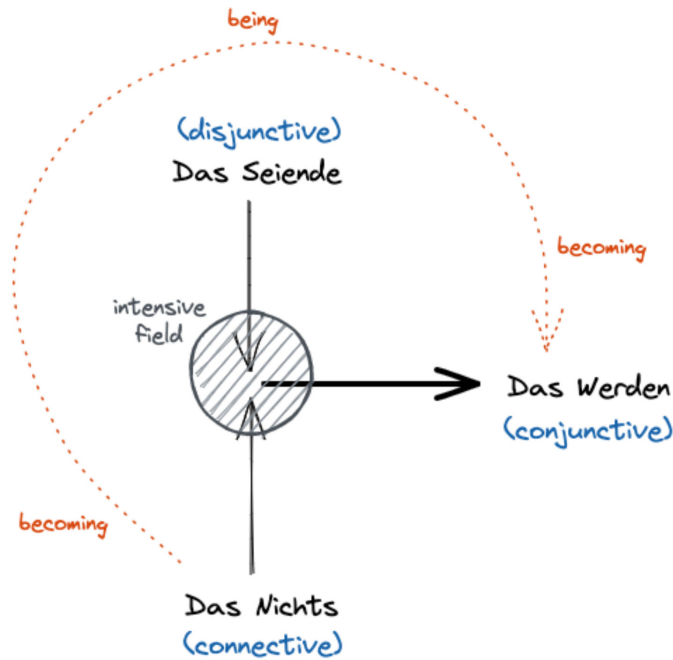 being
(disjunctive)
Das Seiende
becoming
intensive
field
Das Werden
(conjunctive)
becoming
Das Nichts
(connective)